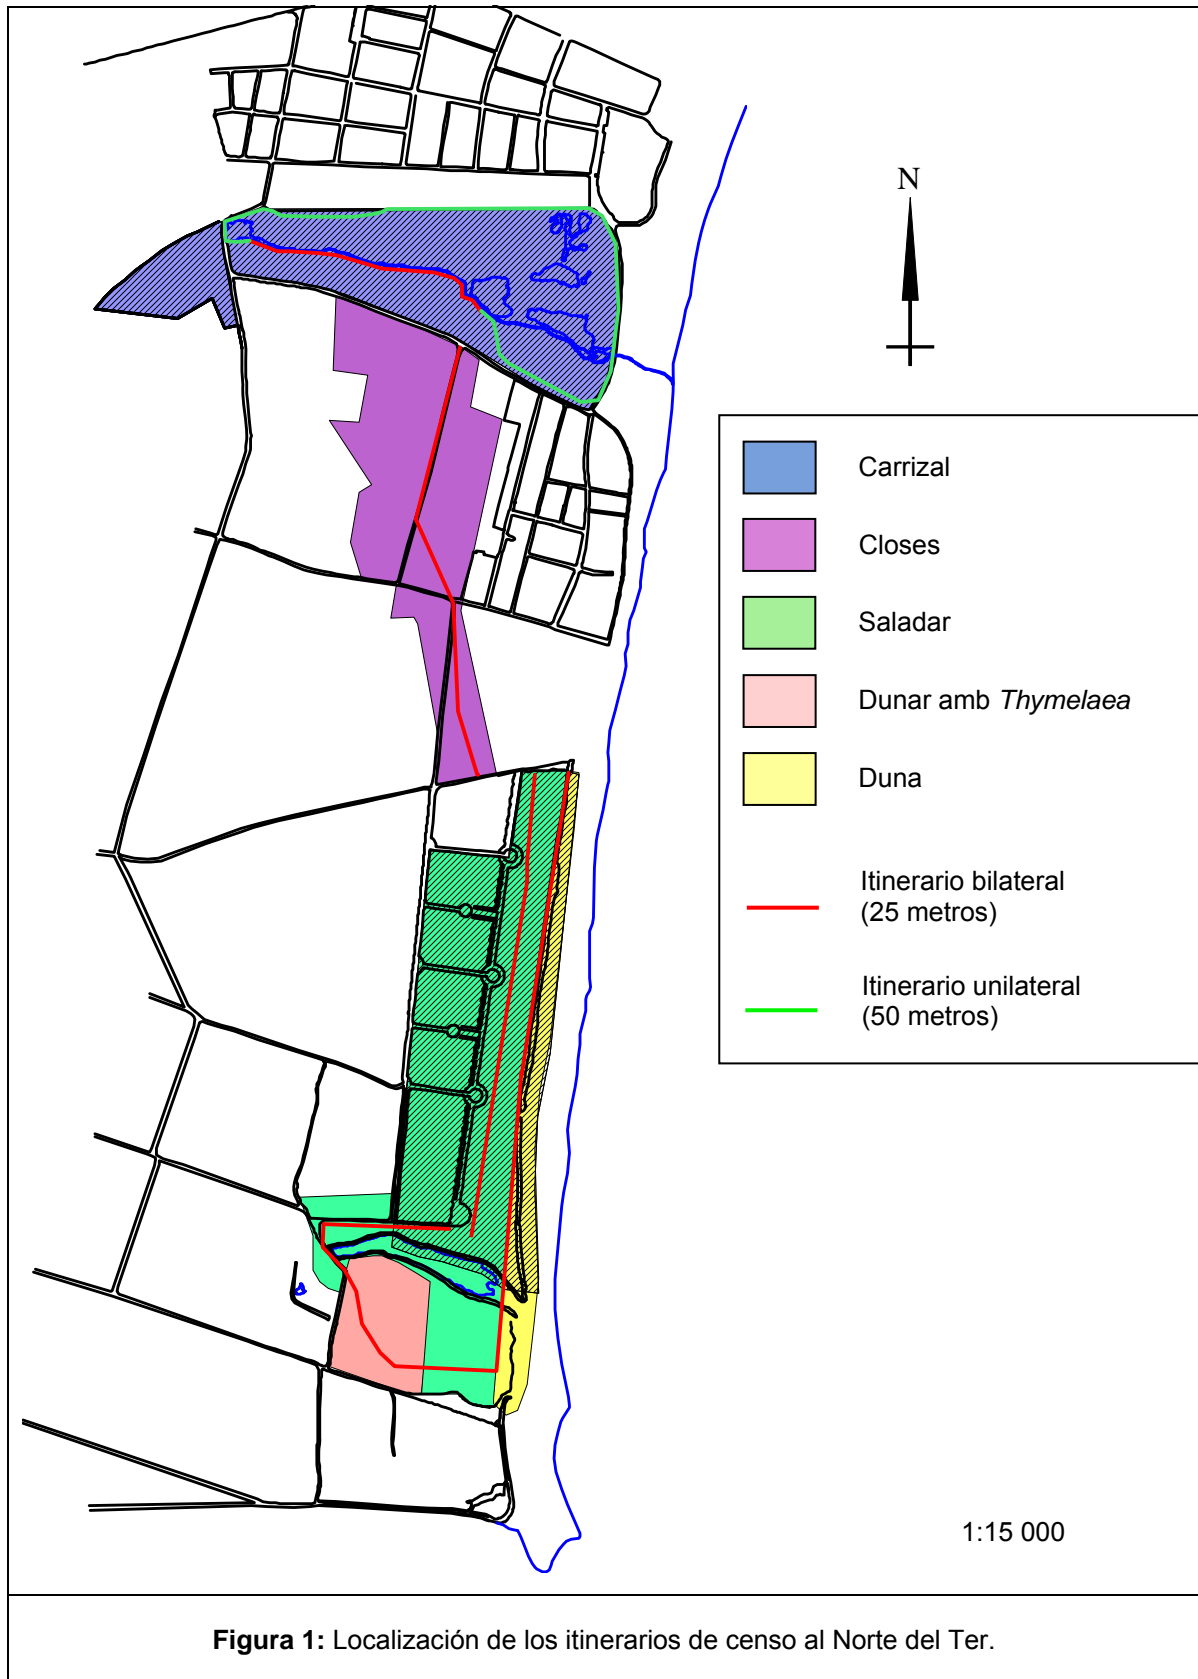 N
Carrizal
Closes
Saladar
Dunar amb Thymelaea
Duna
Itinerario bilateral
(25 metros)
Itinerario unilateral
(50 metros)
1:15 000
Figura 1: Localización de los itinerarios de censo al Norte del Ter.